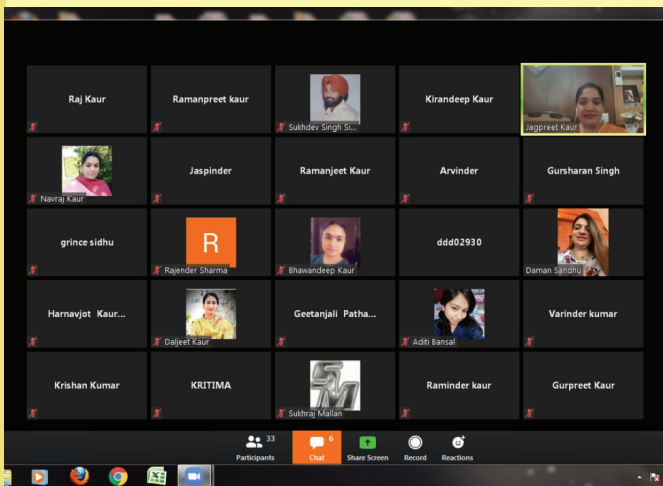 Raj Kaur
Ramanpreet kaur
Sukhdev Singh Si...
Kirandeep Kaur
Jagpreet Kaur
Navraj Kaur
Jaspinder
Ramanjeet Kaur
Arvinder
Gursharan Singh
grince sidhu
R
Rajender Sharma
Bhawandeep Kaur
ddd02930
Daman Sandhu
Harnavjot Kaur...
Daljeet Kaur
Geetanjali Patha...
Aditi Bansal
Varinder kumar
Krishan Kumar
KRITIMA
SM
Sukhraj Mallan
Raminder kaur
Gurpreet Kaur
33
6
Participants
Chat
Share Screen
Record
Reactions